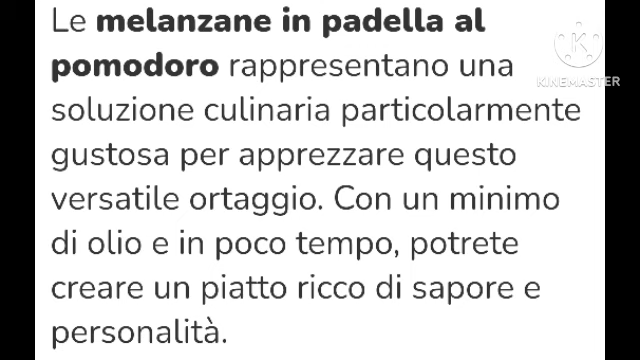 Le melanzane in padella al
pomodoro rappresentano una
soluzione culinaria particolarmente
gustosa per apprezzare questo
versatile ortaggio. Con un minimo
di olio e in poco tempo, potrete
creare un piatto ricco di sapore e
personalità.
K
KINEMASTER